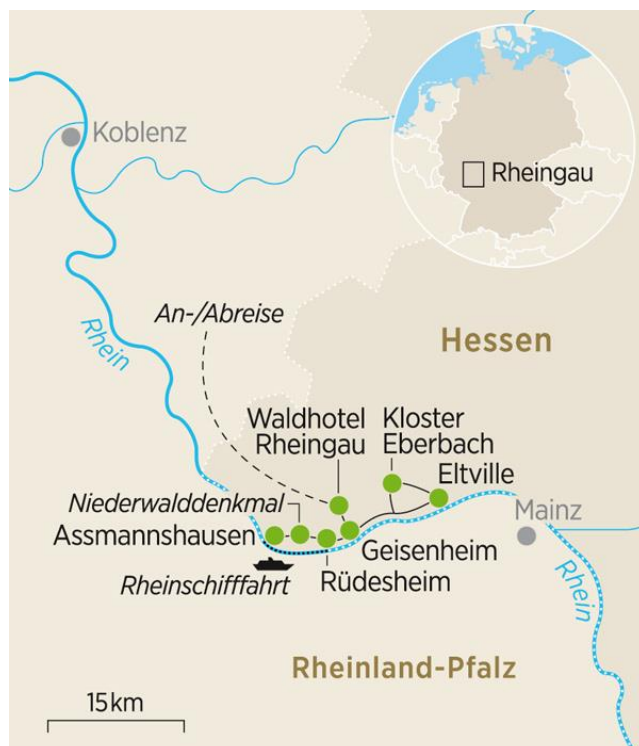 Koblenz
Rheingau
An-/Abreise
Rhein
Hessen
Waldhotel
Rheingau
Kloster
Eberbach
Eltville
Niederwalddenkmal
Assmannshausen
Mainz
Geisenheim
Rheinschifffahrt
Rüdesheim
Rhein
Rheinland-Pfalz
15 km